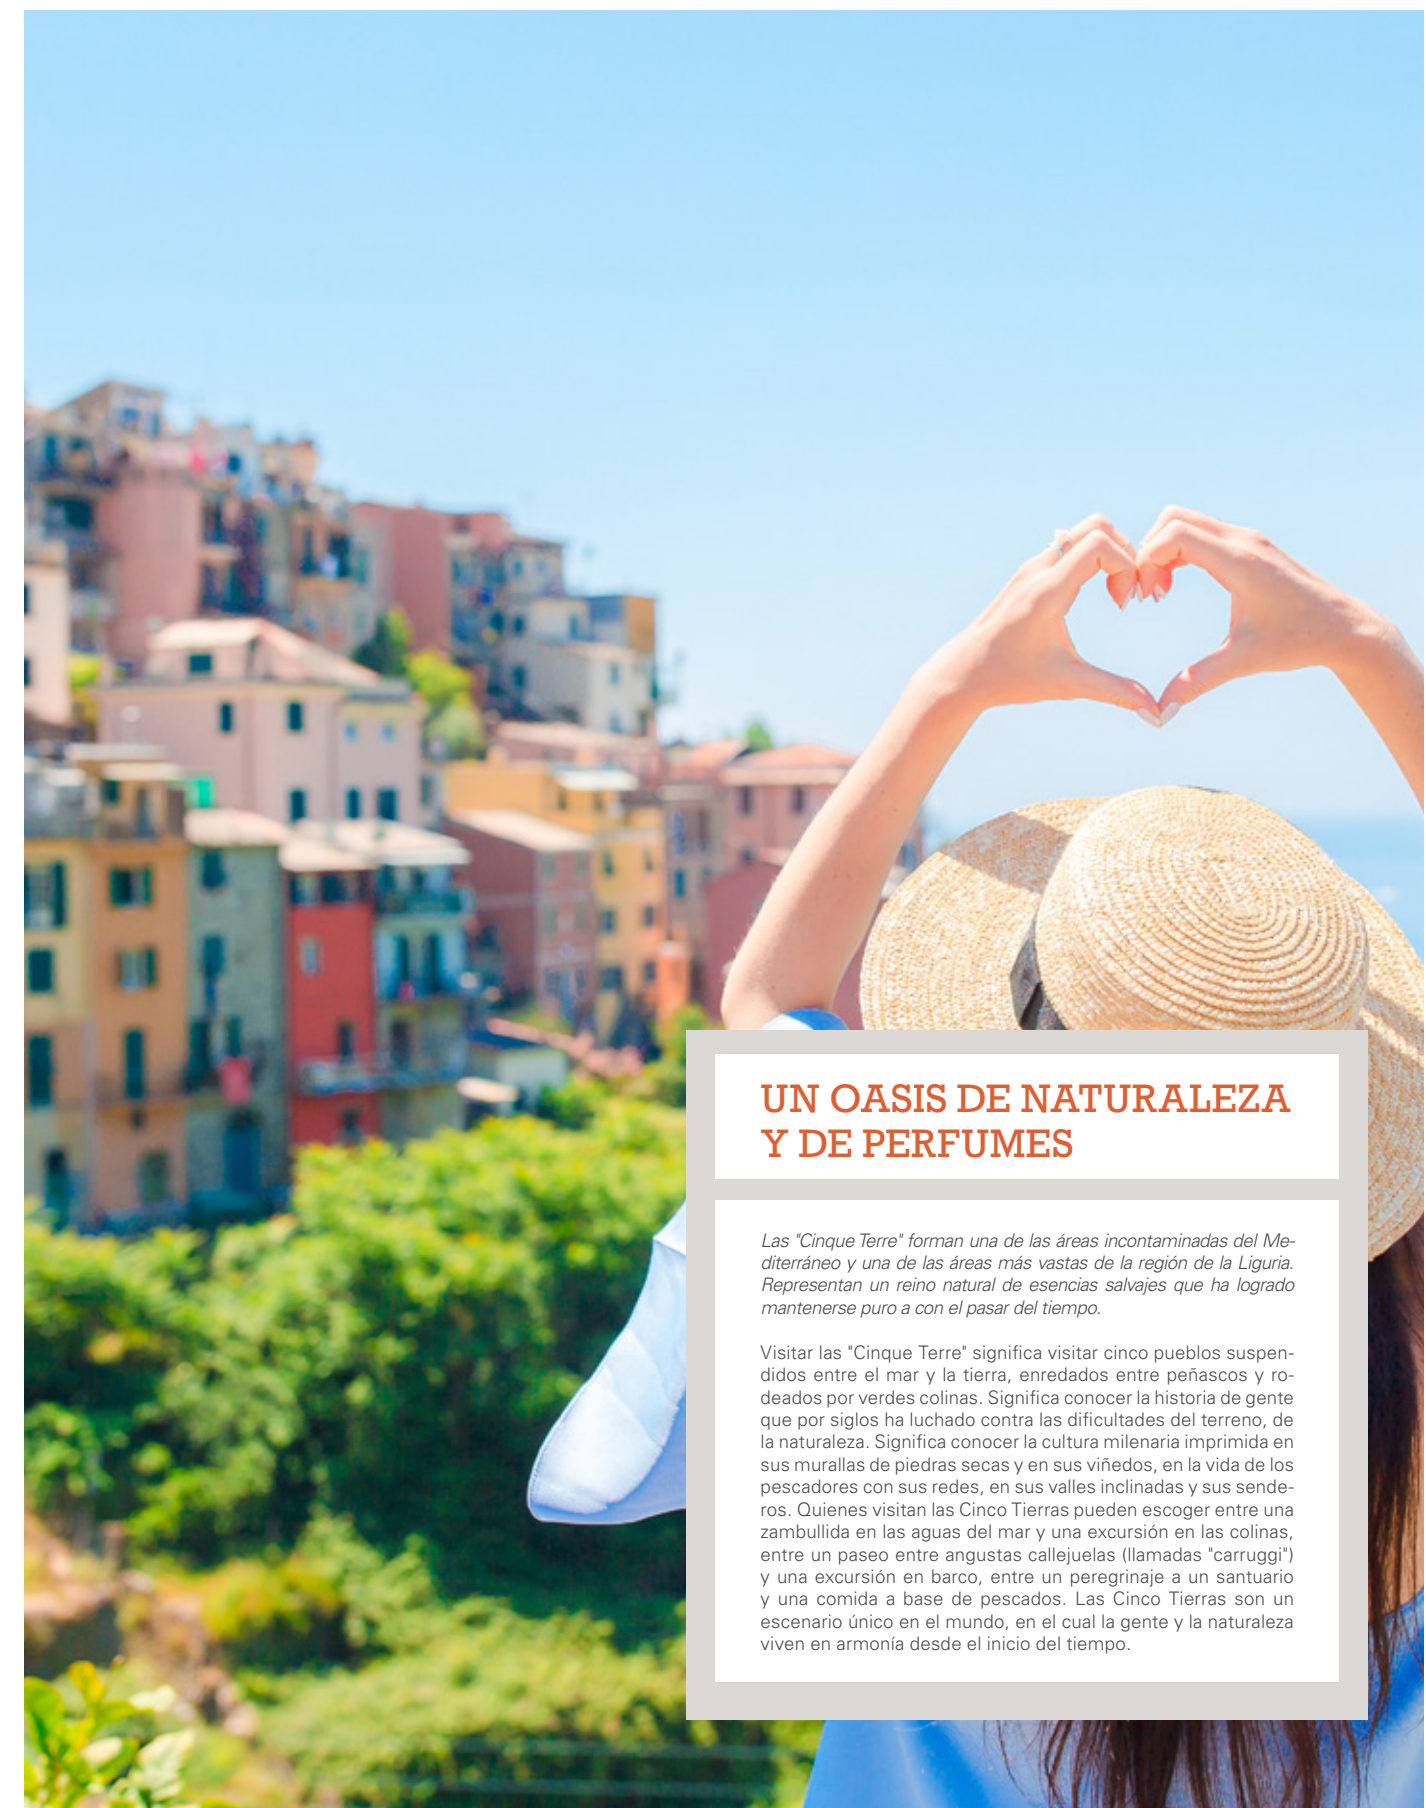 UN OASIS DE NATURALEZA
Y DE PERFUMES
Las "Cinque Terre" forman una de las áreas incontaminadas del Me-
diterráneo y una de las áreas más vastas de la región de la Liguria.
Representan un reino natural de esencias salvajes que ha logrado
mantenerse puro a con el pasar del tiempo.
Visitar las "Cinque Terre" significa visitar cinco pueblos suspen-
didos entre el mar y la tierra, enredados entre peñascos y ro-
deados por verdes colinas. Significa conocer la historia de gente
que por siglos ha luchado contra las dificultades del terreno, de
la naturaleza. Significa conocer la cultura milenaria imprimida en
sus murallas de piedras secas y en sus viñedos, en la vida de los
pescadores con sus redes, en sus valles inclinadas y sus sende-
ros. Quienes visitan las Cinco Tierras pueden escoger entre una
zambullida en las aguas del mar y una excursión en las colinas,
entre un paseo entre angustas callejuelas (llamadas "carruggi")
y una excursión en barco, entre un peregrinaje a un santuario
y una comida a base de pescados. Las Cinco Tierras son un
escenario único en el mundo, en el cual la gente y la naturaleza
viven en armonía desde el inicio del tiempo.